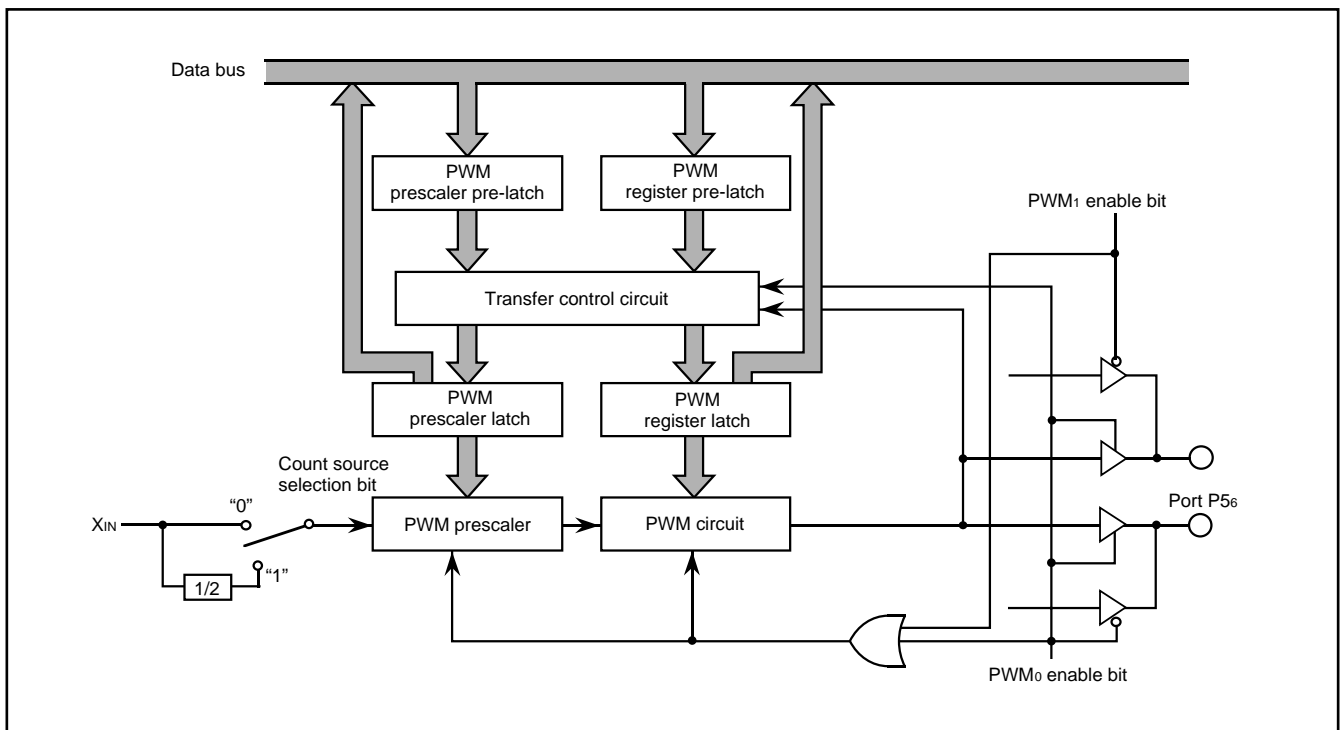 Data bus
PWM
prescaler pre-latch
PWM
register pre-latch
PWM1 enable bit
Transfer control circuit
PWM
prescaler latch
PWM
register latch
Count source
selection bit
“0”
XIN
PWM prescaler
PWM circuit
Port P56
“1”
1/2
PWM0 enable bit